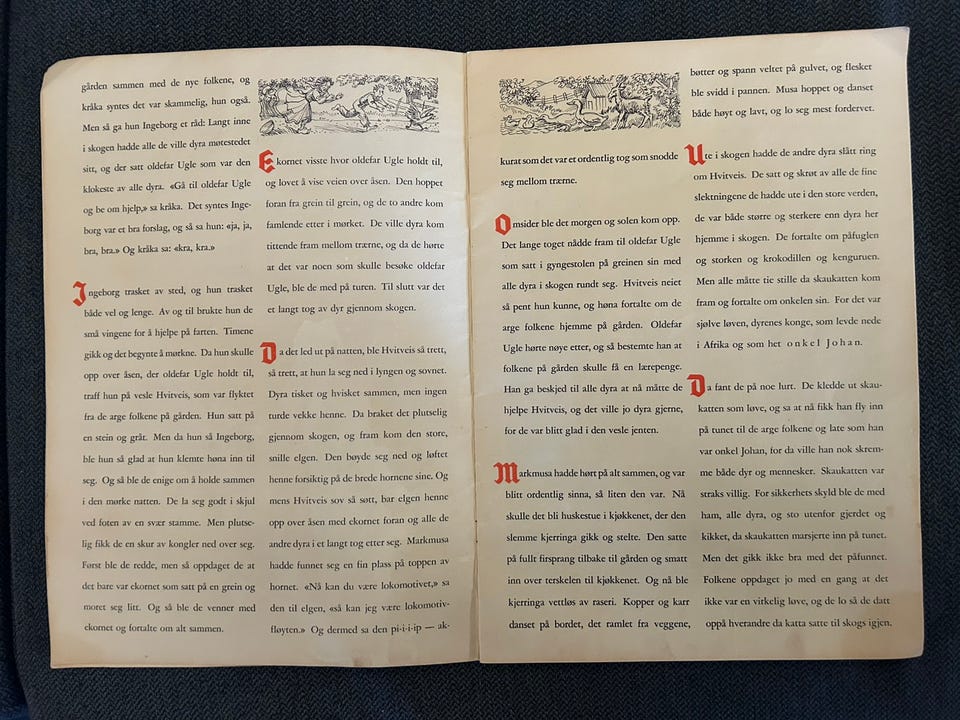 gården sammen med de nye folkene, og
kråka syntes det var skammelig, hun også.
Men så ga hun Ingeborg et råd: Langt inne
i skogen hadde alle de ville dyra møtestedet
sitt, og der satt oldefar Ugle som var den
klokeste av alle dyra. «Gå til oldefar Ugle
og be om hjelp,» sa kråka. Det syntes Inge-
borg var et bra forslag, og så sa hun: «ja, ja,
bra, bra.» Og kråka sa: «kra, kra.»
Ingeborg trasket av sted, og hun trasket
både vel og lenge. Av og til brukte hun de
små vingene for å hjelpe på farten. Timene
gikk og det begynte å mørkne. Da hun skulle
opp over åsen, der oldefar Ugle holdt til,
traff hun på vesle Hvitveis, som var flyktet
fra de arge folkene på gården. Hun satt på
en stein og gråt. Men da hun så Ingeborg,
ble hun så glad at hun klemte høna inn til
seg. Og så ble de enige om å holde sammen
i den mørke natten. De la seg godt i skjul
ved foten av en svær stamme. Men plutse-
lig fikk de en skur av kongler ned over seg.
Først ble de redde, men så oppdaget de at
det bare var ekornet som satt på en grein og
moret seg litt. Og så ble de venner med
ekornet og fortalte om alt sammen.
Ekornet visste hvor oldefar Ugle holdt til,
og lovet å vise veien over åsen. Den hoppet
foran fra grein til grein, og de to andre kom
famlende etter i mørket. De ville dyra kom
tittende fram mellom trærne, og da de hørte
at det var noen som skulle besøke oldefar
Ugle, ble de med på turen. Til slutt var det
et langt tog av dyr gjennom skogen.
Da det led ut på natten, ble Hvitveis så trett,
så trett, at hun la seg ned i lyngen og sovnet.
Dyra tisket og hvisket sammen, men ingen
turde vekke henne. Da braket det plutselig
gjennom skogen, og fram kom den store,
snille elgen. Den bøyde seg ned og løftet
henne forsiktig på de brede hornene sine. Og
mens Hvitveis sov så søtt, bar elgen henne
opp over åsen med ekornet foran og alle de
andre dyra i et langt tog etter seg. Markmusa
hadde funnet seg en fin plass på toppen av
hornet. «Nå kan du være lokomotivet,» sa
den til elgen, «så kan jeg være lokomotiv-
fløyten.» Og dermed sa den pi-i-i-ip — ak-
kurat som det var et ordentlig tog som snodde
seg mellom trærne.
Omsider ble det morgen og solen kom opp.
Det lange toget nådde fram til oldefar Ugle
som satt i gyngestolen på greinen sin med
alle dyra i skogen rundt seg. Hvitveis neiet
så pent hun kunne, og høna fortalte om de
arge folkene hjemme på gården. Oldefar
Ugle hørte nøye etter, og så bestemte han at
folkene på gården skulle få en lærepenge.
Han ga beskjed til alle dyra at nå måtte de
hjelpe Hvitveis, og det ville jo dyra gjerne,
for de var blitt glad i den vesle jenten.
Markmusa hadde hørt på alt sammen, og var
blitt ordentlig sinna, så liten den var. Nå
skulle det bli huskestue i kjøkkenet, der den
slemme kjerringa gikk og stelte. Den satte
på fullt firsprang tilbake til gården og smatt
inn over terskelen til kjøkkenet. Og nå ble
kjerringa vettløs av raseri. Kopper og karr
danset på bordet, det ramlet fra veggene,
bøtter og spann veltet på gulvet, og flesket
ble svidd i pannen. Musa hoppet og danset
både høyt og lavt, og lo seg mest fordervet.
Ute i skogen hadde de andre dyra slått ring
om Hvitveis. De satt og skrøt av alle de fine
slektningene de hadde ute i den store verden,
de var både større og sterkere enn dyra her
hjemme i skogen. De fortalte om påfuglen
og storken og krokodillen og kenguruen.
Men alle måtte tie stille da skaukatten kom
fram og fortalte om onkelen sin. For det var
sjølve løven, dyrenes konge, som levde nede
i Afrika og som het onkel Johan.
Da fant de på noe lurt. De kledde ut skau-
katten som løve, og sa at nå fikk han fly inn
på tunet til de arge folkene og late som han
var onkel Johan, for da ville han nok skrem-
me både dyr og mennesker. Skaukatten var
straks villig. For sikkerhets skyld ble de med
ham, alle dyra, og sto utenfor gjerdet og
kikket, da skaukatten marsjerte inn på tunet.
Men det gikk ikke bra med det påfunnet.
Folkene oppdaget jo med en gang at det
ikke var en virkelig løve, og de lo så de datt
oppå hverandre da katta satte til skogs igjen.